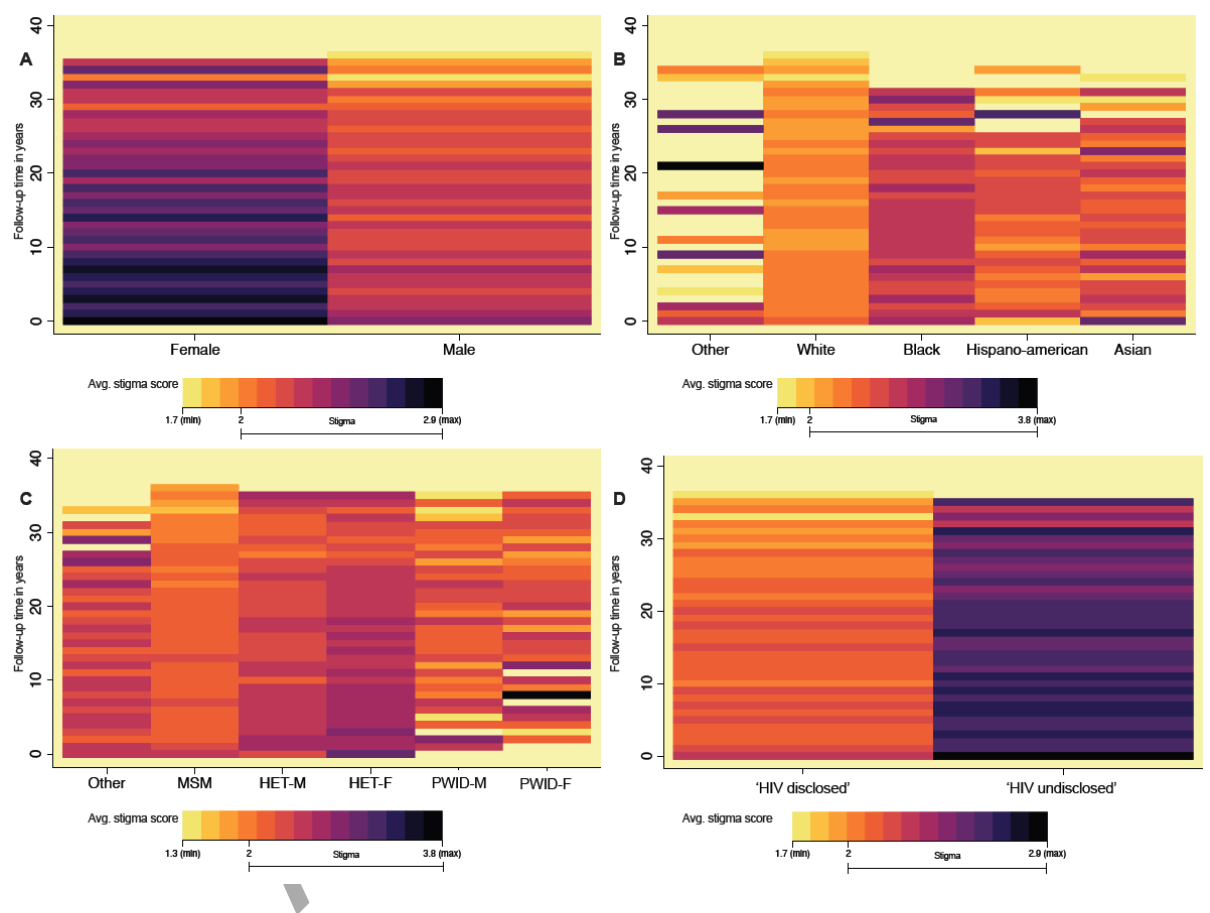 A
40
30
20
10
0
Follow-up time in years
Female Male
Avg. stigma score
1.7 (min) 2 Stigma 2.9 (max)
B
40
30
20
10
0
Follow-up time in years
Other White Black Hispano-american Asian
Avg. stigma score
1.7 (min) 2 Stigma 3.8 (max)
C
40
30
20
10
0
Follow-up time in years
Other MSM HET-M HET-F PWID-M PWID-F
Avg. stigma score
1.3 (min) 2 Stigma 3.8 (max)
D
40
30
20
10
0
Follow-up time in years
‘HIV disclosed’ ‘HIV undisclosed’
Avg. stigma score
1.7 (min) 2 Stigma 2.9 (max)